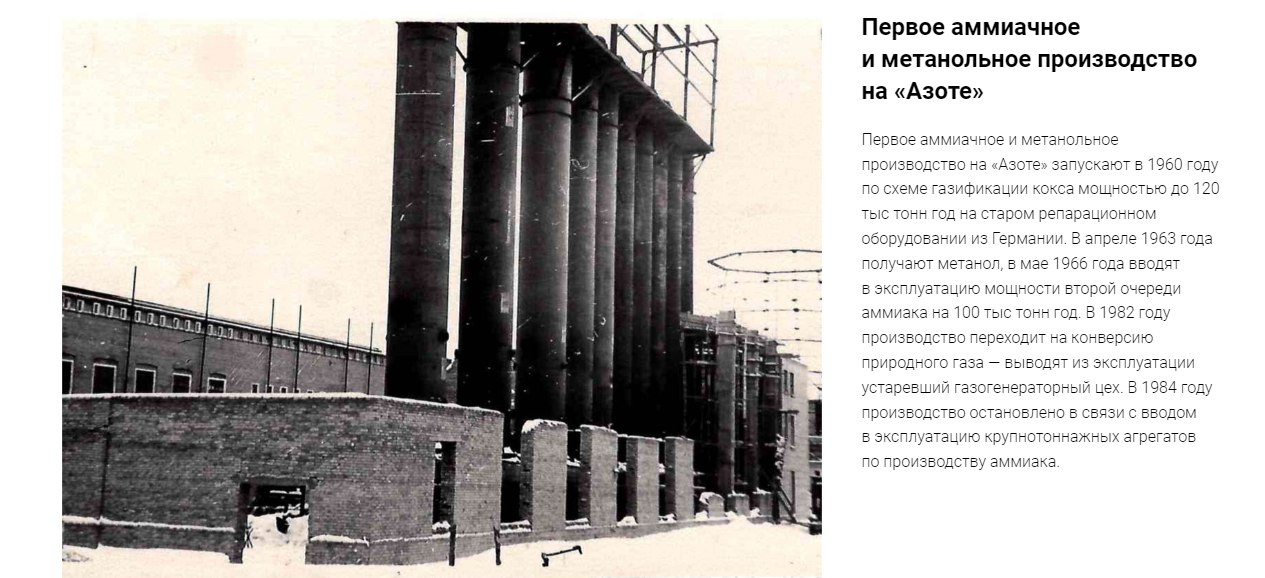 Первое аммиачное
и метанольное производство
на «Азоте»
Первое аммиачное и метанольное
производство на «Азоте» запускают в 1960 году
по схеме газификации кокса мощностью до 120
тыс тонн год на старом репарационном
оборудовании из Германии. В апреле 1963 года
получают метанол, в мае 1966 года вводят
в эксплуатацию мощности второй очереди
аммиака на 100 тыс тонн год. В 1982 году
производство переходит на конверсию
природного газа — выводят из эксплуатации
устаревший газогенераторный цех. В 1984 году
производство остановлено в связи с вводом
в эксплуатацию крупнотоннажных агрегатов
по производству аммиака.